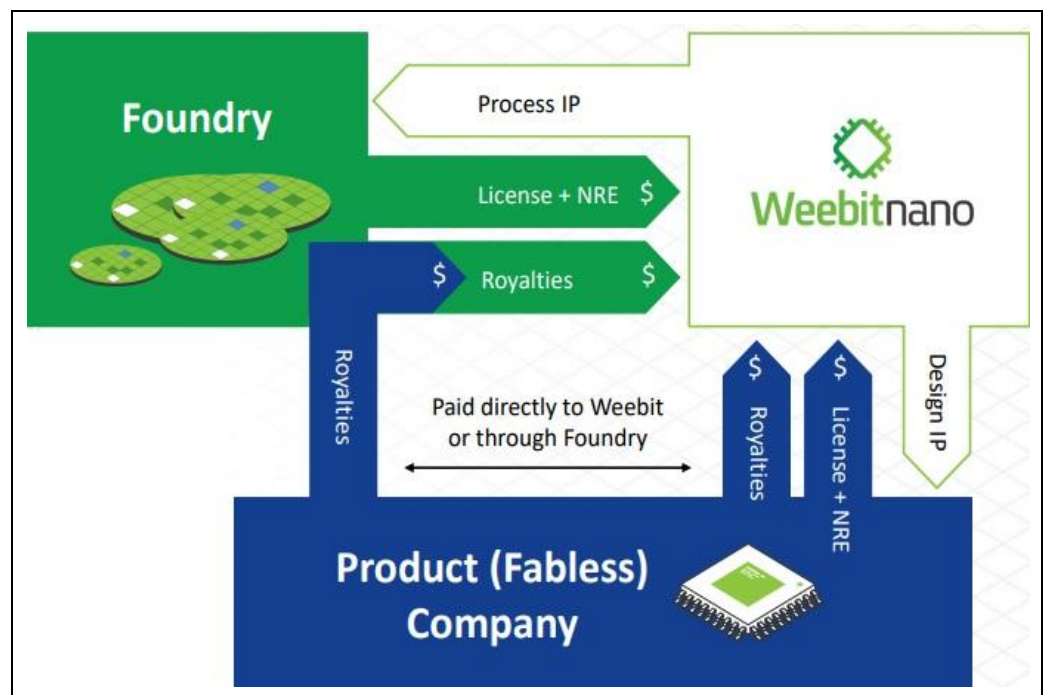 Foundry
Process IP
License + NRE $
$ Royalties $
Weebitnano
Royalties
Paid directly to Weebit
or through Foundry
$ Royalties
$ License + NRE
Design IP
Product (Fabless)
Company